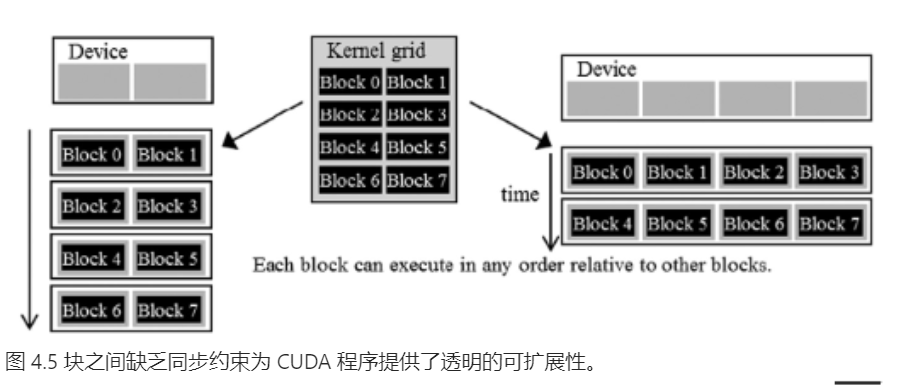 Device
Block 0 Block 1
Block 2 Block 3
Block 4 Block 5
Block 6 Block 7
Kernel grid
Block 0 Block 1
Block 2 Block 3
Block 4 Block 5
Block 6 Block 7
Device
time
Block 0 Block 1 Block 2 Block 3
Block 4 Block 5 Block 6 Block 7
Each block can execute in any order relative to other blocks.
图 4.5 块之间缺乏同步约束为 CUDA 程序提供了透明的可扩展性。